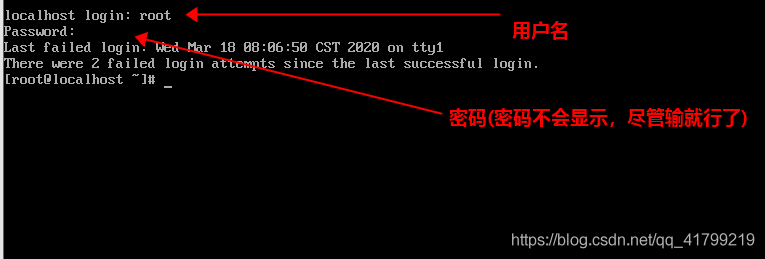 localhost login: root
用户名
Password:
Last failed login: Wed Mar 18 08:06:50 CST 2020 on tty1
There were 2 failed login attempts since the last successful login.
[root@localhost ~]# _
密码(密码不会显示，尽管输就行了)
https://blog.csdn.net/qq_41799219